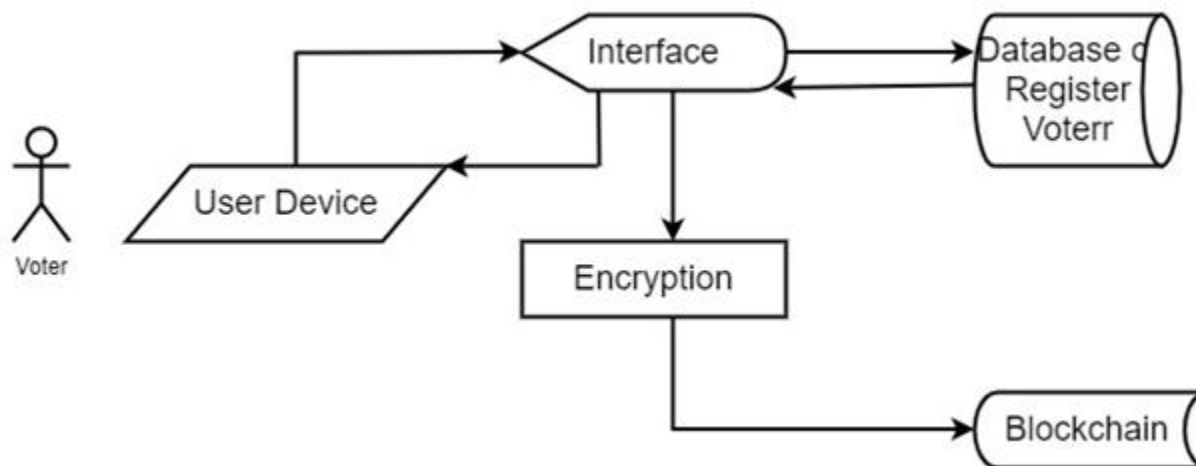 Interface
Database o
Register
Voterr
User Device
Voter
Encryption
Blockchain